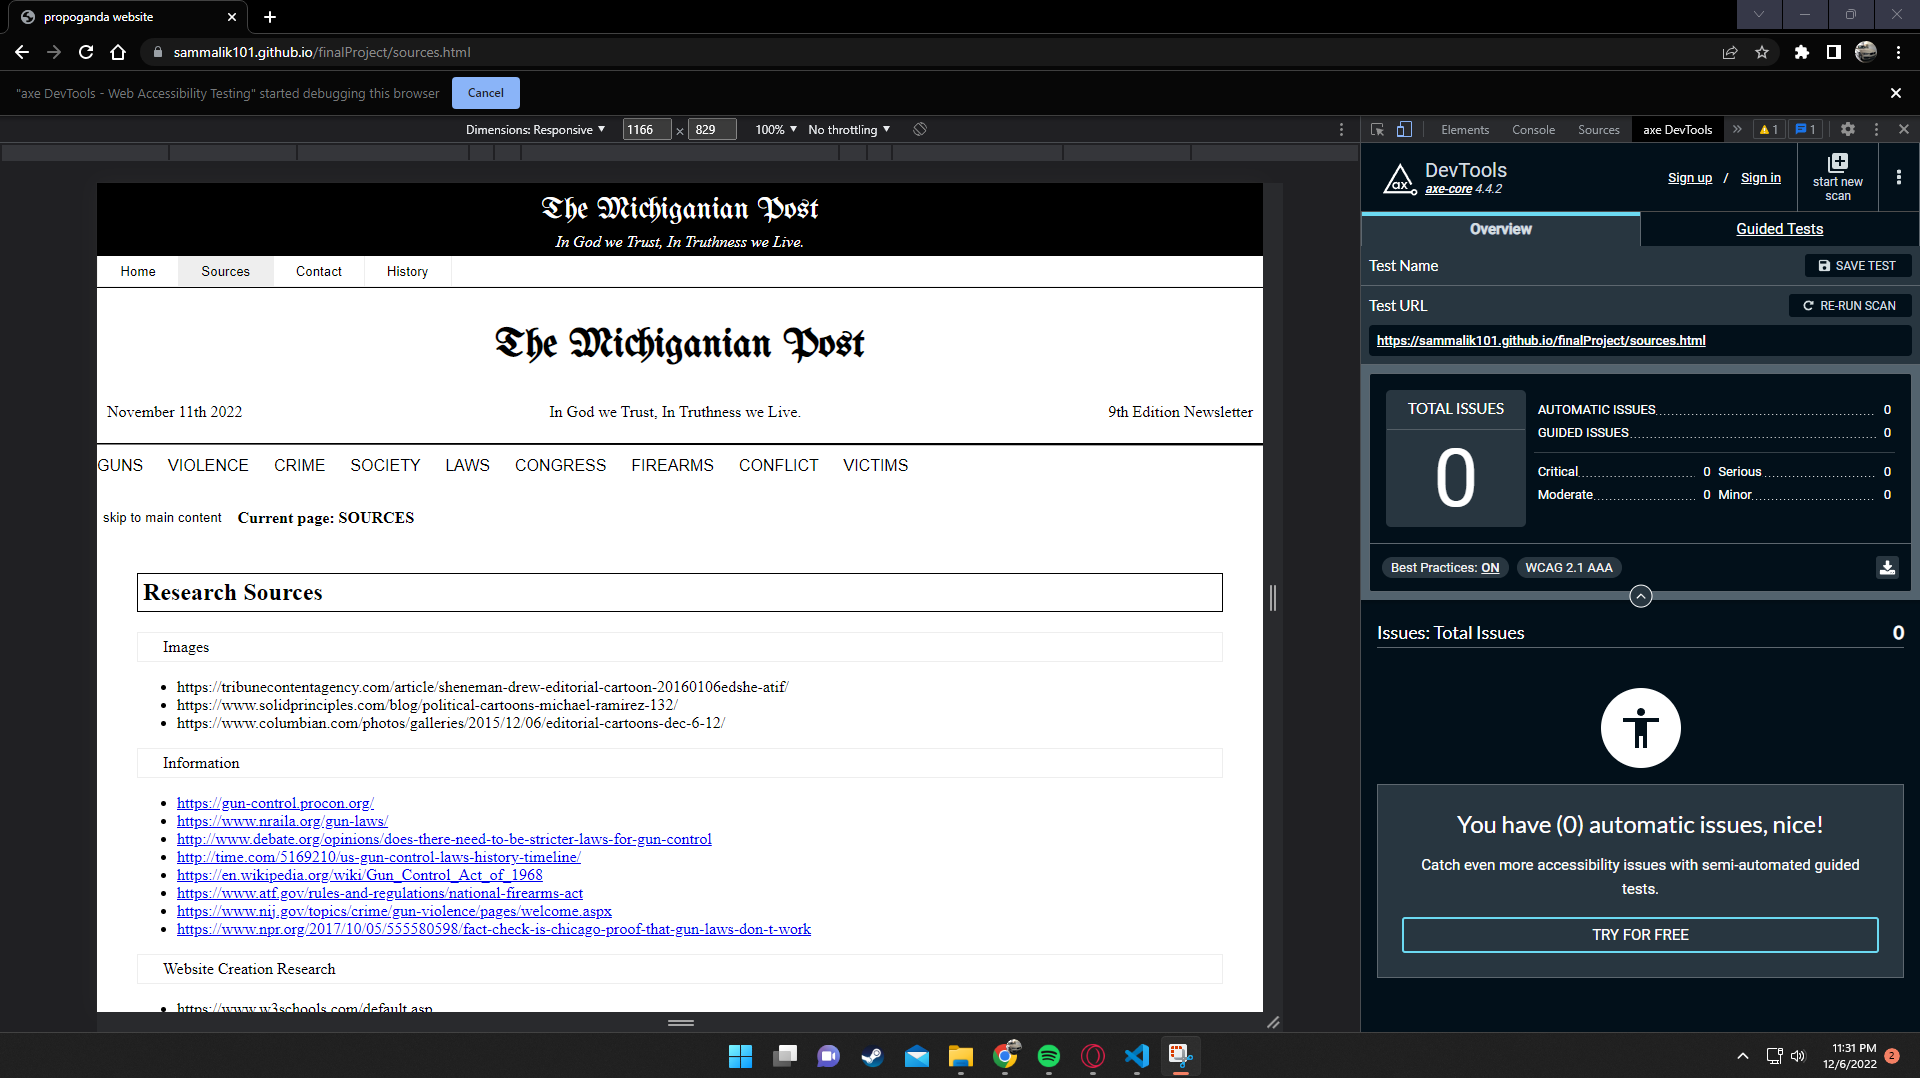 propoganda website
sammalik101.github.io/finalProject/sources.html
"axe DevTools - Web Accessibility Testing" started debugging this browser
Cancel
Dimensions: Responsive
1166 × 829
100%
No throttling
Elements
Console
Sources
axe DevTools
1
1
DevTools
axe-core 4.4.2
Sign up / Sign in
start new
scan
Overview
Guided Tests
Test Name
SAVE TEST
Test URL
RE-RUN SCAN
https://sammalik101.github.io/finalProject/sources.html
TOTAL ISSUES
0
AUTOMATIC ISSUES 0
GUIDED ISSUES 0
Critical 0 Serious 0
Moderate 0 Minor 0
Best Practices: ON
WCAG 2.1 AAA
Issues: Total Issues 0
You have (0) automatic issues, nice!
Catch even more accessibility issues with semi-automated guided
tests.
TRY FOR FREE
The Michiganian Post
In God we Trust, In Truthness we Live.
Home
Sources
Contact
History
The Michiganian Post
November 11th 2022
In God we Trust, In Truthness we Live.
9th Edition Newsletter
GUNS VIOLENCE CRIME SOCIETY LAWS CONGRESS FIREARMS CONFLICT VICTIMS
skip to main content
Current page: SOURCES
Research Sources
Images
https://tribunecontentagency.com/article/sheneman-drew-editorial-cartoon-20160106edshe-atif/
https://www.solidprinciples.com/blog/political-cartoons-michael-ramirez-132/
https://www.columbian.com/photos/galleries/2015/12/06/editorial-cartoons-dec-6-12/
Information
https://gun-control.procon.org/
https://www.nraila.org/gun-laws/
http://www.debate.org/opinions/does-there-need-to-be-stricter-laws-for-gun-control
http://time.com/5169210/us-gun-control-laws-history-timeline/
https://en.wikipedia.org/wiki/Gun_Control_Act_of_1968
https://www.atf.gov/rules-and-regulations/national-firearms-act
https://www.nij.gov/topics/crime/gun-violence/pages/welcome.aspx
https://www.npr.org/2017/10/05/555580598/fact-check-is-chicago-proof-that-gun-laws-don-t-work
Website Creation Research
https://www.w3schools.com/default.asp
11:31 PM
12/6/2022
2